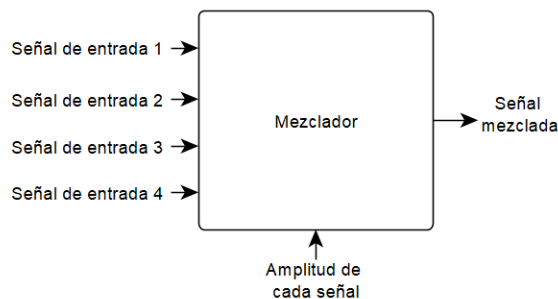 Señal de entrada 1
Señal de entrada 2
Señal de entrada 3
Señal de entrada 4
Mezclador
Señal
mezclada
Amplitud de
cada señal